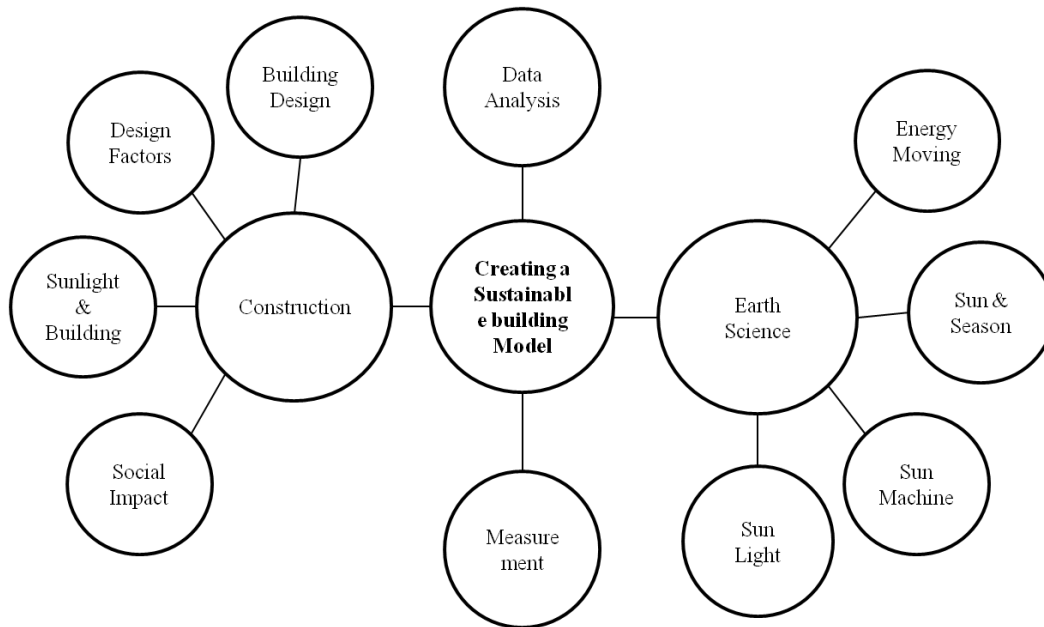 Building
Design
Data
Analysis
Design
Factors
Energy
Moving
Sunlight
&
Building
Construction
Creating a
Sustainabl
e building
Model
Earth
Science
Sun &
Season
Social
Impact
Measure
ment
Sun
Light
Sun
Machine